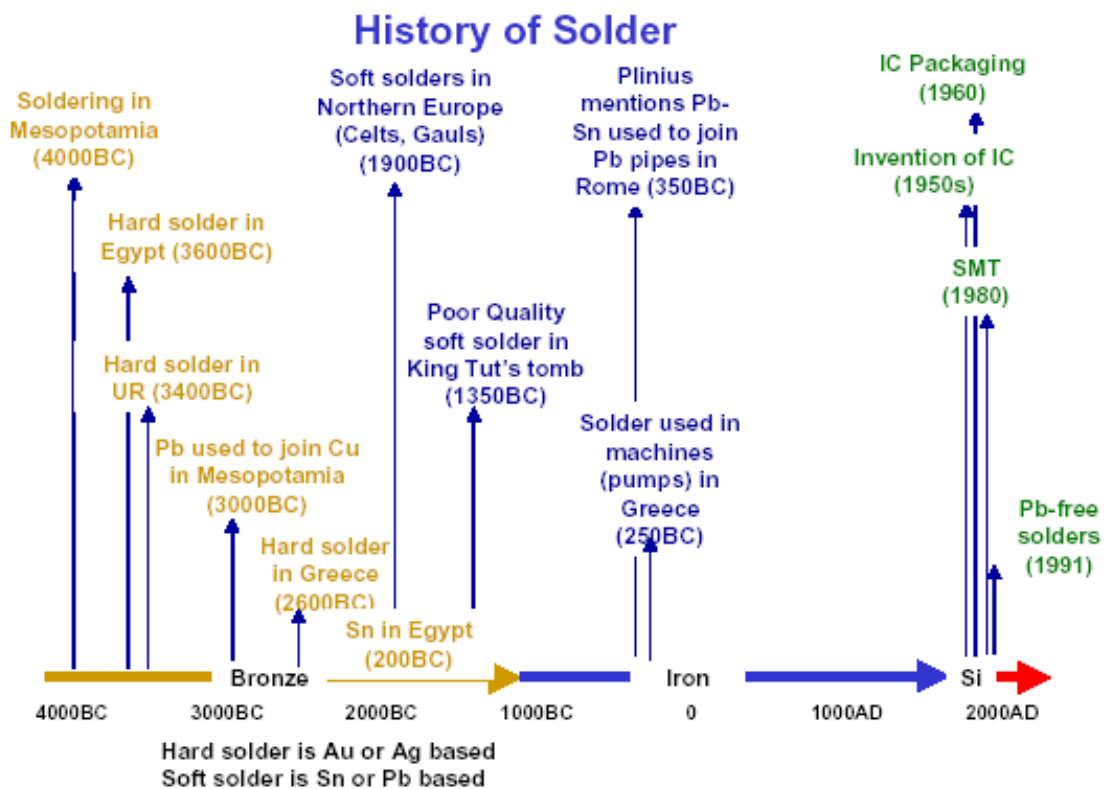 History of Solder
Soldering in
Mesopotamia
(4000BC)
Soft solders in
Northern Europe
(Celts, Gauls)
(1900BC)
Plinius
mentions Pb-
Sn used to join
Pb pipes in
Rome (350BC)
IC Packaging
(1960)
Invention of IC
(1950s)
Hard solder in
Egypt (3600BC)
SMT
(1980)
Poor Quality
soft solder in
King Tut's tomb
(1350BC)
Hard solder in
UR (3400BC)
Solder used in
machines
(pumps) in
Greece
(250BC)
Pb used to join Cu
in Mesopotamia
(3000BC)
Pb-free
solders
(1991)
Hard solder
in Greece
(2600BC)
Sn in Egypt
(200BC)
Bronze
Iron
Si
4000BC
3000BC
2000BC
1000BC
0
1000AD
2000AD
Hard solder is Au or Ag based
Soft solder is Sn or Pb based